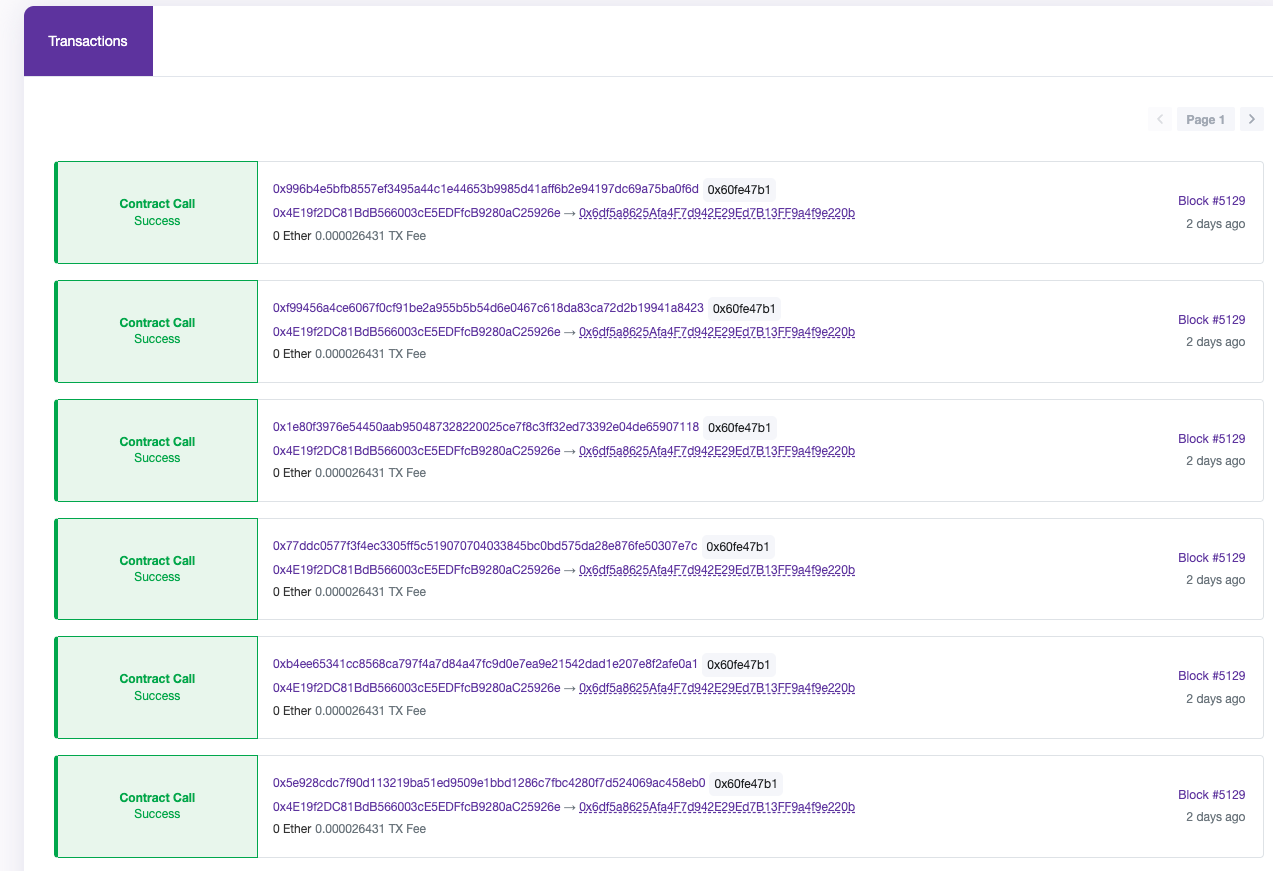 Transactions
Page 1
Contract Call
Success
0x996b4e5bfb8557ef3495a44c1e44653b9985d41aff6b2e94197dc69a75ba0f6d 0x60fe47b1
0x4E19f2DC81BdB566003cE5EDFfcB9280aC25926e → 0x6df5a8625Afa4F7d942E29Ed7B13FF9a4f9e220b
0 Ether 0.000026431 TX Fee
Block #5129
2 days ago
Contract Call
Success
0xf99456a4ce6067f0cf91be2a955b5b54d6e0467c618da83ca72d2b19941a8423 0x60fe47b1
0x4E19f2DC81BdB566003cE5EDFfcB9280aC25926e → 0x6df5a8625Afa4F7d942E29Ed7B13FF9a4f9e220b
0 Ether 0.000026431 TX Fee
Block #5129
2 days ago
Contract Call
Success
0x1e80f3976e54450aab950487328220025ce7f8c3ff32ed73392e04de65907118 0x60fe47b1
0x4E19f2DC81BdB566003cE5EDFfcB9280aC25926e → 0x6df5a8625Afa4F7d942E29Ed7B13FF9a4f9e220b
0 Ether 0.000026431 TX Fee
Block #5129
2 days ago
Contract Call
Success
0x77ddc0577f3f4ec3305ff5c519070704033845bc0bd575da28e876fe50307e7c 0x60fe47b1
0x4E19f2DC81BdB566003cE5EDFfcB9280aC25926e → 0x6df5a8625Afa4F7d942E29Ed7B13FF9a4f9e220b
0 Ether 0.000026431 TX Fee
Block #5129
2 days ago
Contract Call
Success
0xb4ee65341cc8568ca797f4a7d84a47fc9d0e7ea9e21542dad1e207e8f2afe0a1 0x60fe47b1
0x4E19f2DC81BdB566003cE5EDFfcB9280aC25926e → 0x6df5a8625Afa4F7d942E29Ed7B13FF9a4f9e220b
0 Ether 0.000026431 TX Fee
Block #5129
2 days ago
Contract Call
Success
0x5e928cdc7f90d113219ba51ed9509e1bbd1286c7fbc4280f7d524069ac458eb0 0x60fe47b1
0x4E19f2DC81BdB566003cE5EDFfcB9280aC25926e → 0x6df5a8625Afa4F7d942E29Ed7B13FF9a4f9e220b
0 Ether 0.000026431 TX Fee
Block #5129
2 days ago